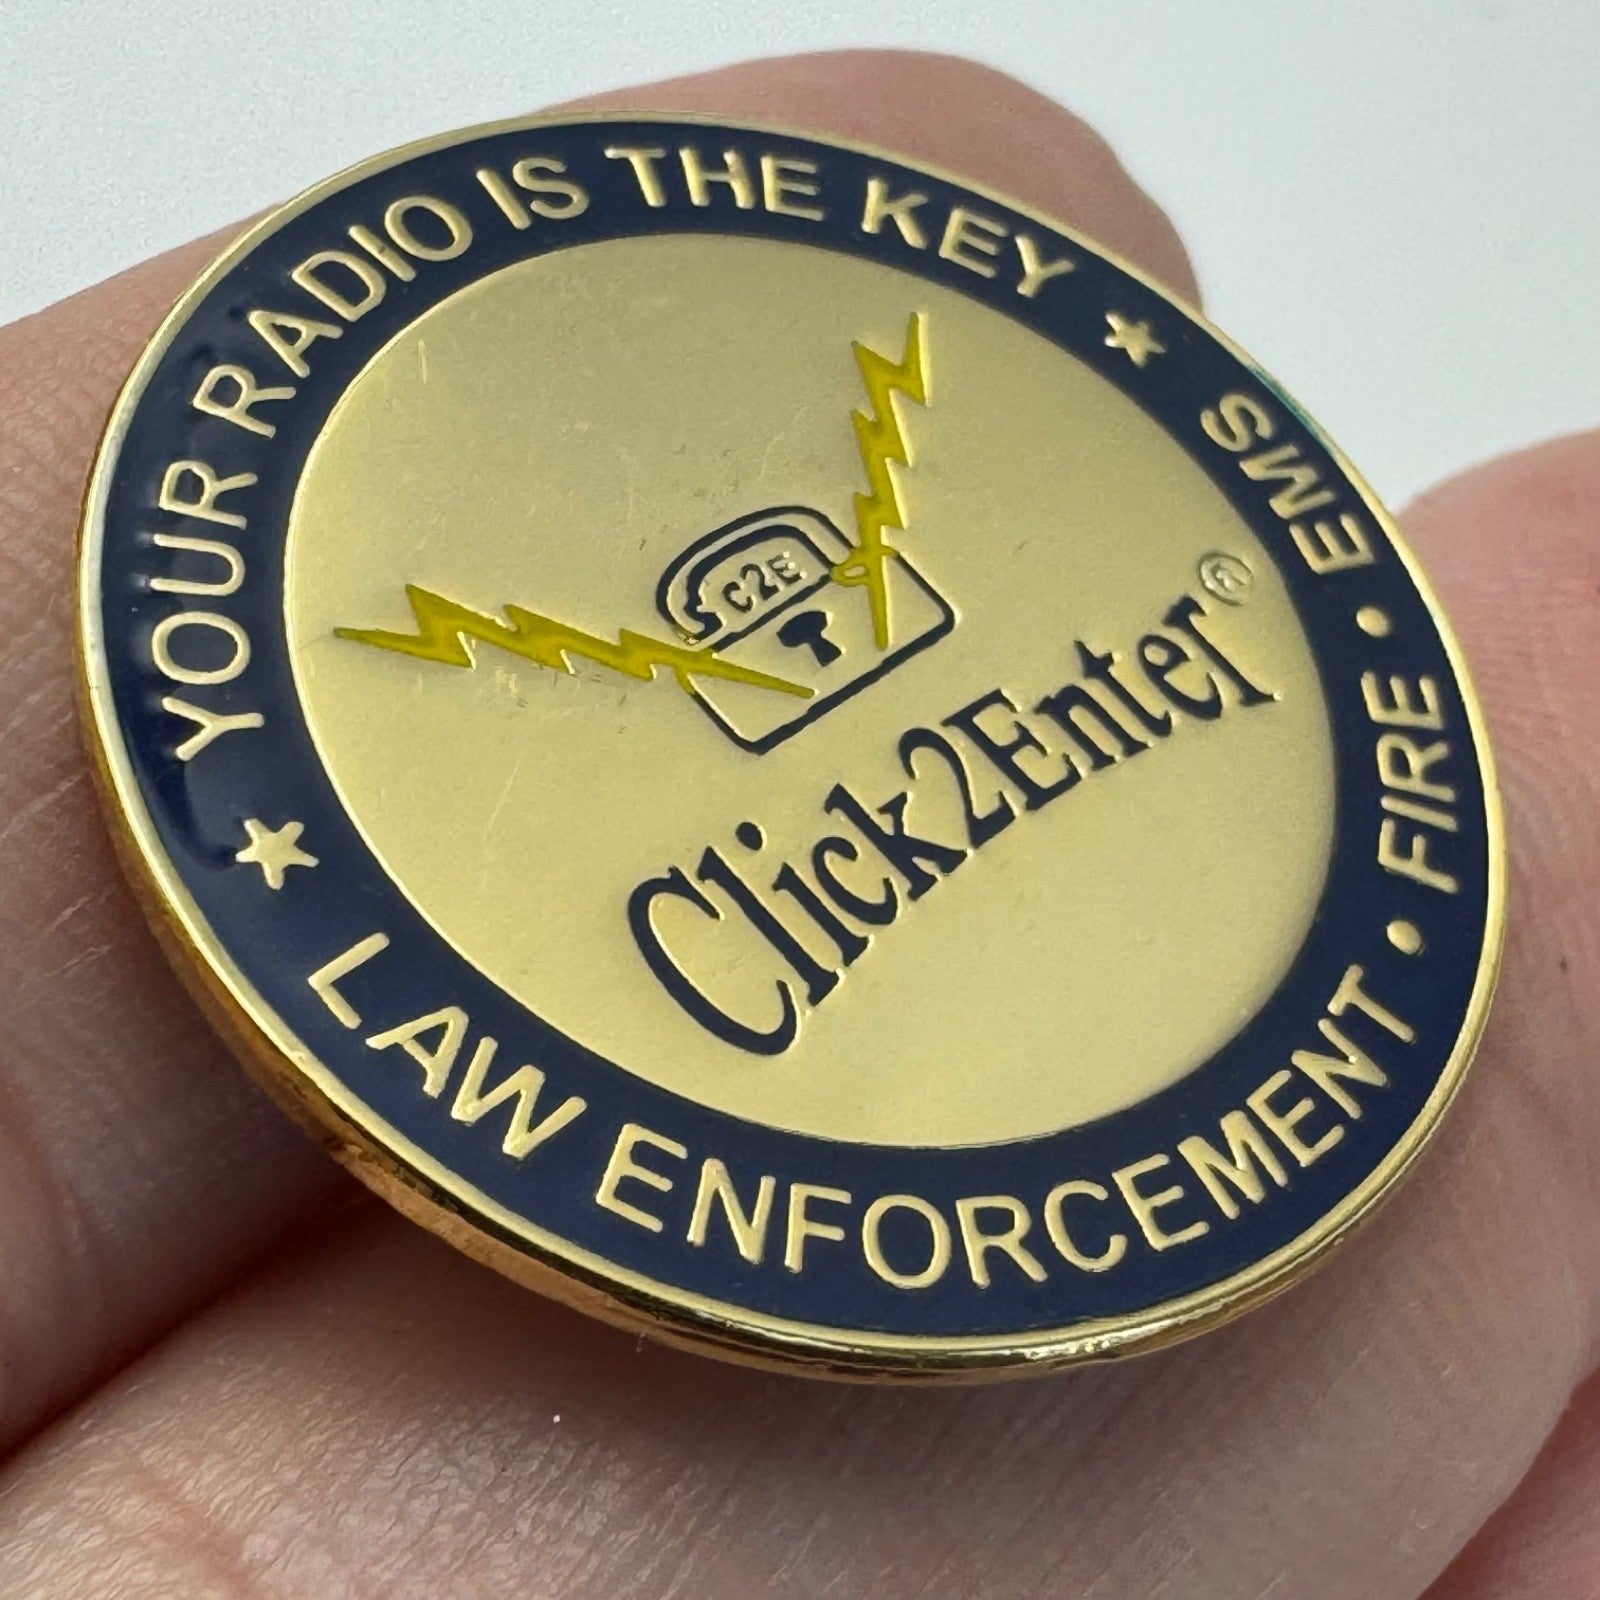 YOUR RADIO IS THE KEY
C2E
Click2Enter®
LAW ENFORCEMENT • FIRE • EMS